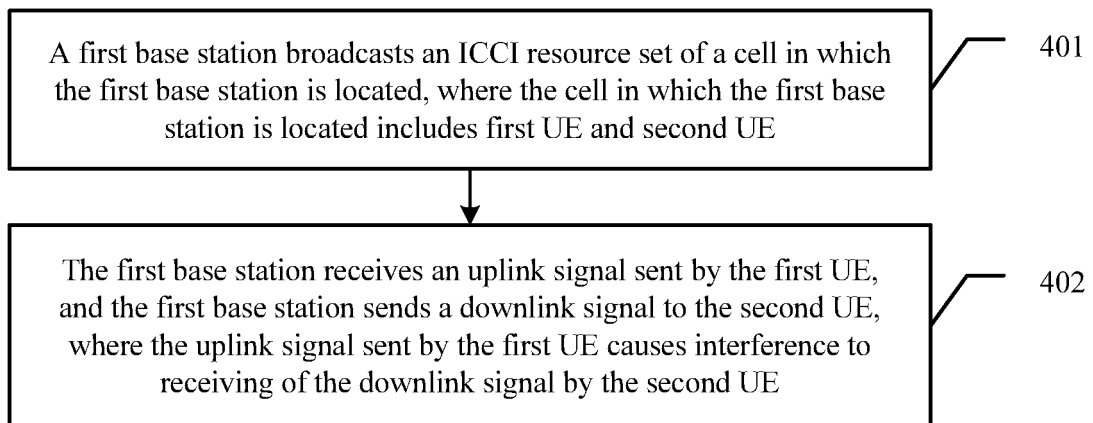 A first base station broadcasts an ICCI resource set of a cell in which
the first base station is located, where the cell in which the first base
station is located includes first UE and second UE
401
The first base station receives an uplink signal sent by the first UE,
and the first base station sends a downlink signal to the second UE,
where the uplink signal sent by the first UE causes interference to
receiving of the downlink signal by the second UE
402